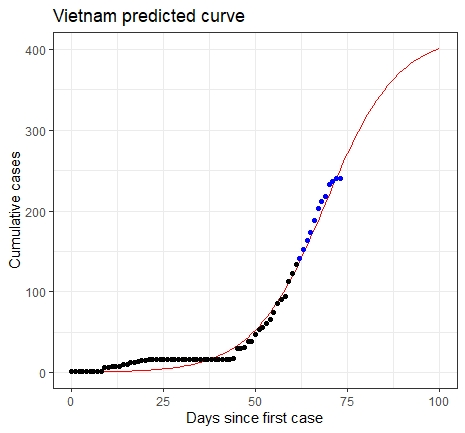 Vietnam predicted curve
400
300
200
100
0
Cumulative cases
0 25 50 75 100
Days since first case